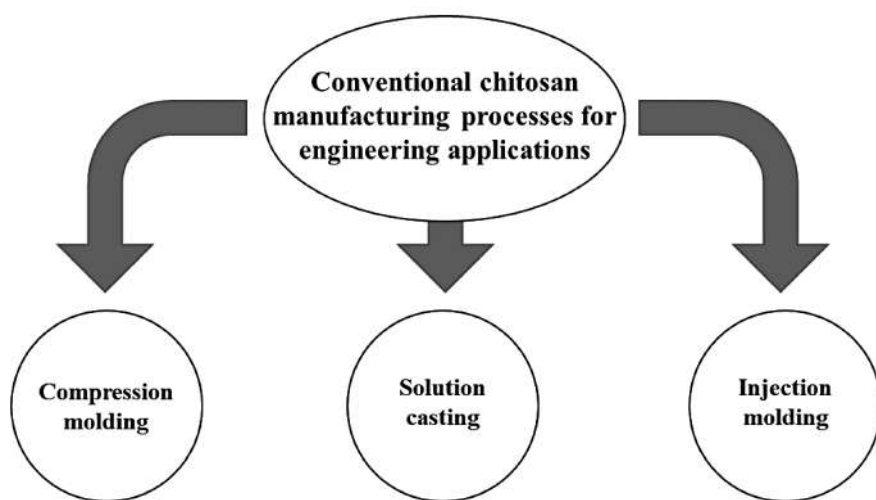 Conventional chitosan
manufacturing processes for
engineering applications
Compression
molding
Solution
casting
Injection
molding